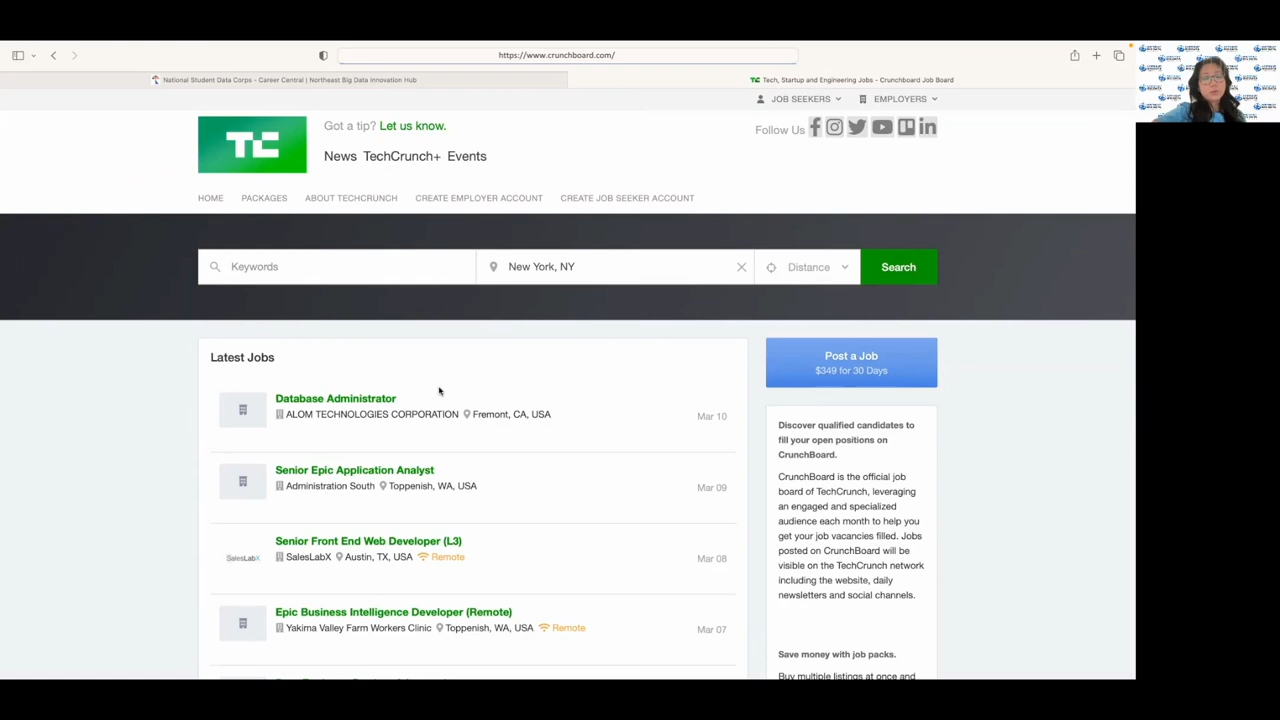 https://www.crunchboard.com/
National Student Data Corps - Career Central | Northeast Big Data Innovation Hub
TC Tech, Startup and Engineering Jobs - Crunchboard Job Board
JOB SEEKERS
EMPLOYERS
TC
Got a tip? Let us know.
Follow Us
News TechCrunch+ Events
HOME PACKAGES ABOUT TECHCRUNCH CREATE EMPLOYER ACCOUNT CREATE JOB SEEKER ACCOUNT
Keywords
New York, NY
Distance
Search
Latest Jobs
Database Administrator
ALOM TECHNOLOGIES CORPORATION Fremont, CA, USA
Mar 10
Senior Epic Application Analyst
Administration South Toppenish, WA, USA
Mar 09
SalesLabX
Senior Front End Web Developer (L3)
SalesLabX Austin, TX, USA Remote
Mar 08
Epic Business Intelligence Developer (Remote)
Yakima Valley Farm Workers Clinic Toppenish, WA, USA Remote
Mar 07
Post a Job
$349 for 30 Days
Discover qualified candidates to
fill your open positions on
CrunchBoard.
CrunchBoard is the official job
board of TechCrunch, leveraging
an engaged and specialized
audience each month to help you
get your job vacancies filled. Jobs
posted on CrunchBoard will be
visible on the TechCrunch network
including the website, daily
newsletters and social channels.
Save money with job packs.
Buy multiple listings at once and